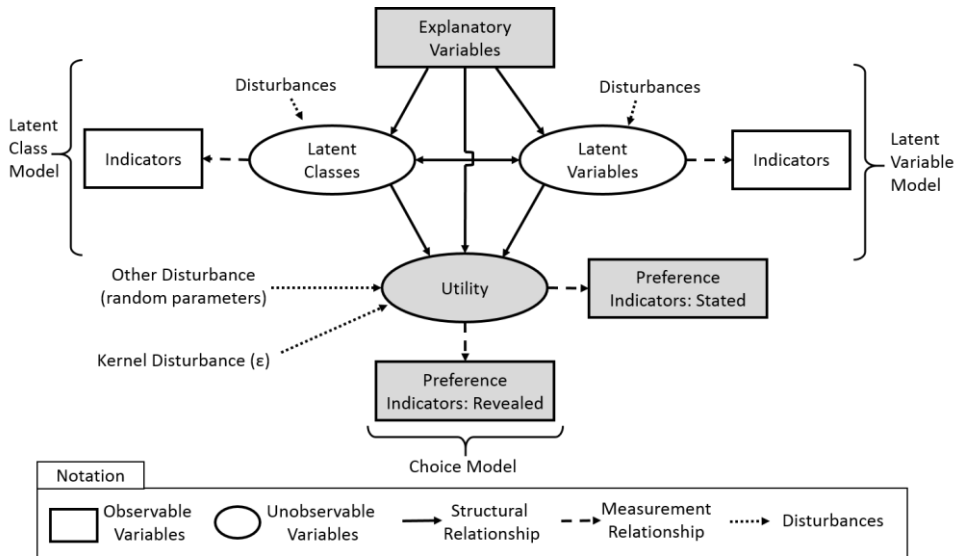 Explanatory
Variables
Disturbances
Disturbances
Latent
Class
Model
Indicators
Latent
Classes
Latent
Variables
Indicators
Latent
Variable
Model
Other Disturbance
(random parameters)
Utility
Preference
Indicators: Stated
Kernel Disturbance (ε)
Preference
Indicators: Revealed
Choice Model
Notation
Observable
Variables
Unobservable
Variables
Structural
Relationship
Measurement
Relationship
Disturbances